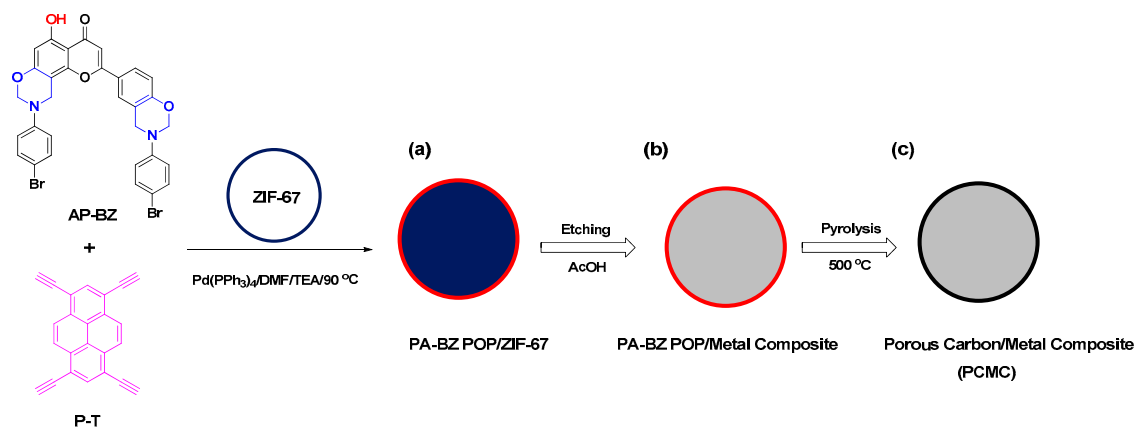 OH
O
O
O
N
O
N
Br
Br
AP-BZ
+
P-T
ZIF-67
Pd(PPh3)4/DMF/TEA/90 °C
(a)
PA-BZ POP/ZIF-67
Etching
AcOH
(b)
PA-BZ POP/Metal Composite
Pyrolysis
500 °C
(c)
Porous Carbon/Metal Composite
(PCMC)